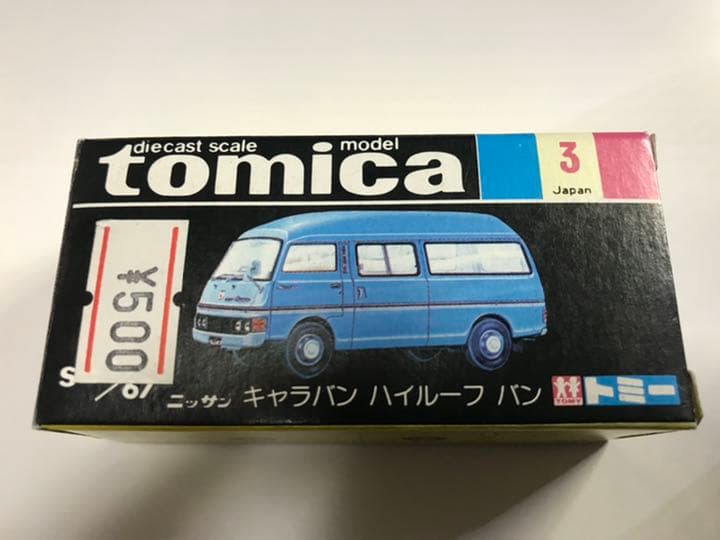 diecast scale model
tomica
3
Japan
¥500
S /67
ニッサン キャラバン ハイルーフ バン
TOMY
トミー